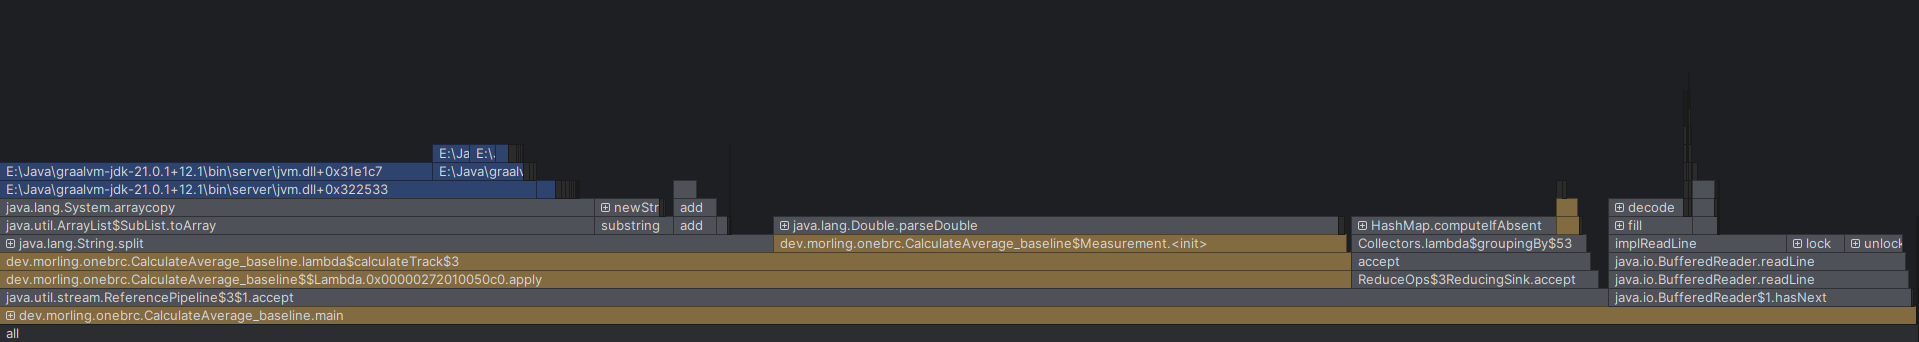 E:\Ja E:\.
E:\Java\graalvm-jdk-21.0.1+12.1\bin\server\jvm.dll+0x31e1c7 E:\Java\graalv
E:\Java\graalvm-jdk-21.0.1+12.1\bin\server\jvm.dll+0x322533
java.lang.System.arraycopy newStr add decode
java.util.ArrayList$SubList.toArray substring add java.lang.Double.parseDouble HashMap.computeIfAbsent fill
java.lang.String.split dev.morling.onebrc.CalculateAverage_baseline$Measurement.<init> Collectors.lambda$groupingBy$53 implReadLine lock unlock
dev.morling.onebrc.CalculateAverage_baseline.lambda$calculateTrack$3 accept java.io.BufferedReader.readLine
dev.morling.onebrc.CalculateAverage_baseline$$Lambda.0x00000272010050c0.apply ReduceOps$3ReducingSink.accept java.io.BufferedReader.readLine
java.util.stream.ReferencePipeline$3$1.accept java.io.BufferedReader$1.hasNext
dev.morling.onebrc.CalculateAverage_baseline.main
all